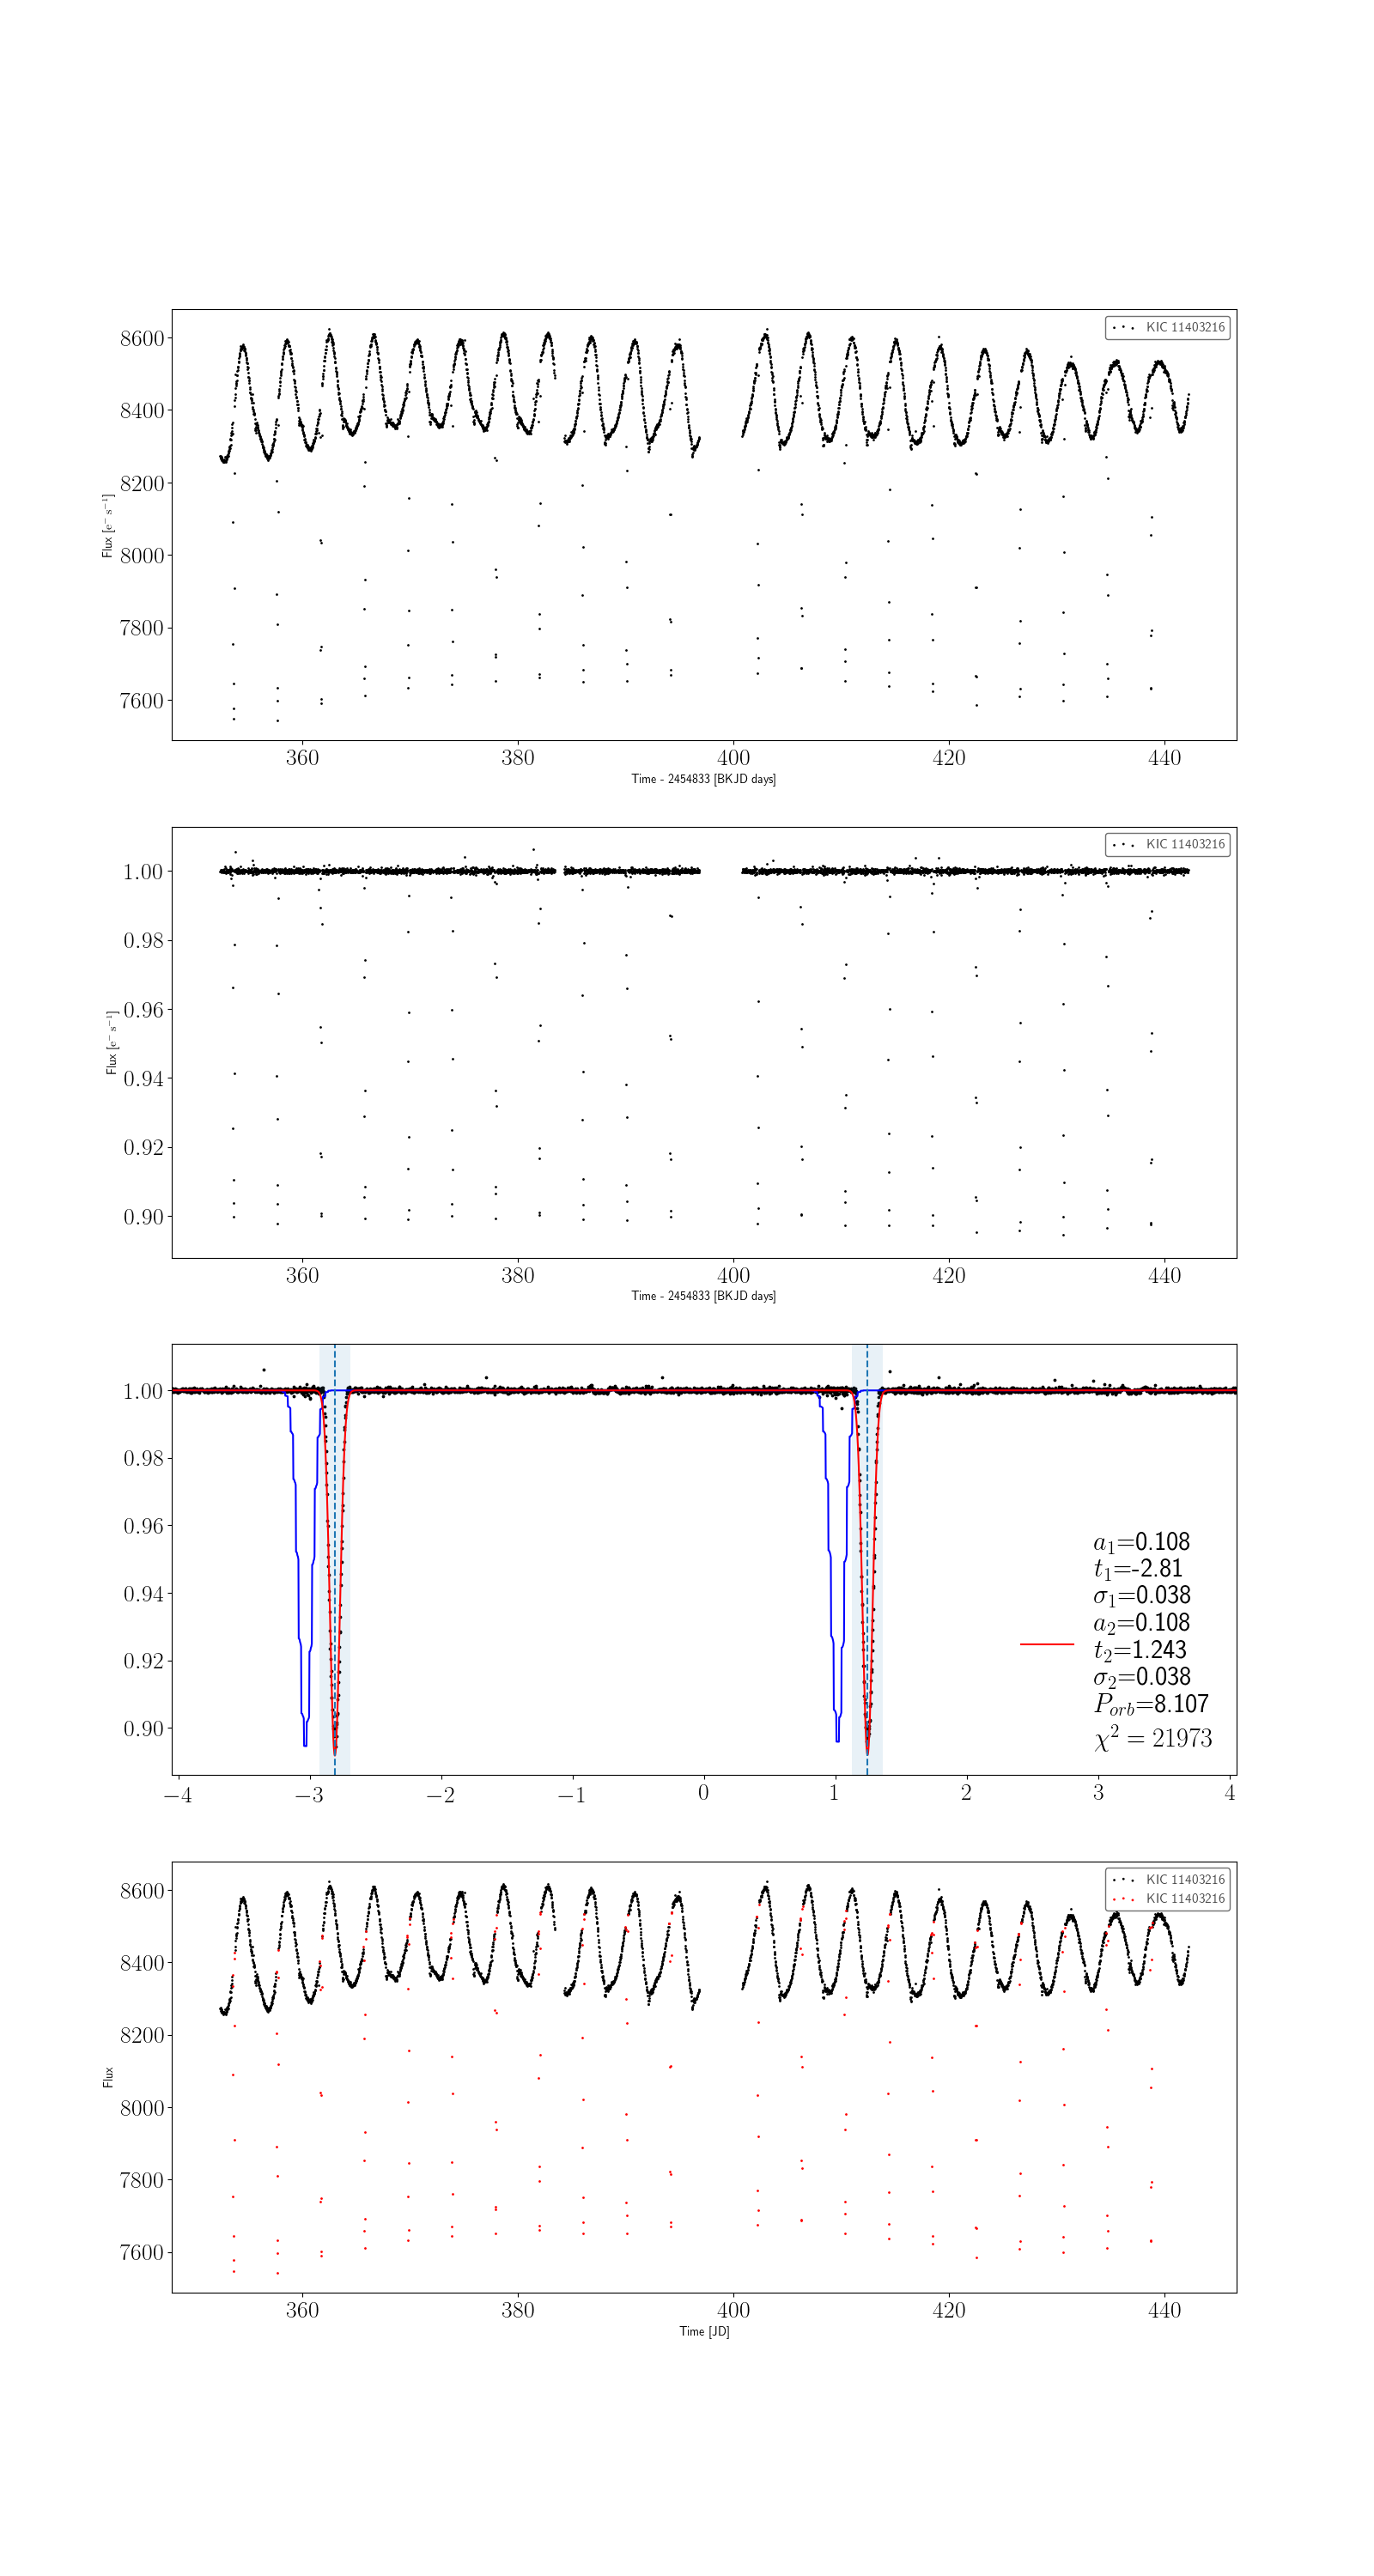 KIC 11403216
8600
8400
8200
8000
7800
7600
Flux [e⁻ s⁻¹]
360 380 400 420 440
Time - 2454833 [BKJD days]
KIC 11403216
1.00
0.98
0.96
0.94
0.92
0.90
Flux [e⁻ s⁻¹]
360 380 400 420 440
Time - 2454833 [BKJD days]
1.00
0.98
0.96
0.94
0.92
0.90
a₁=0.108
t₁=-2.81
σ₁=0.038
a₂=0.108
t₂=1.243
σ₂=0.038
P_orb=8.107
χ² = 21973
−4 −3 −2 −1 0 1 2 3 4
KIC 11403216
KIC 11403216
8600
8400
8200
8000
7800
7600
Flux
360 380 400 420 440
Time [JD]